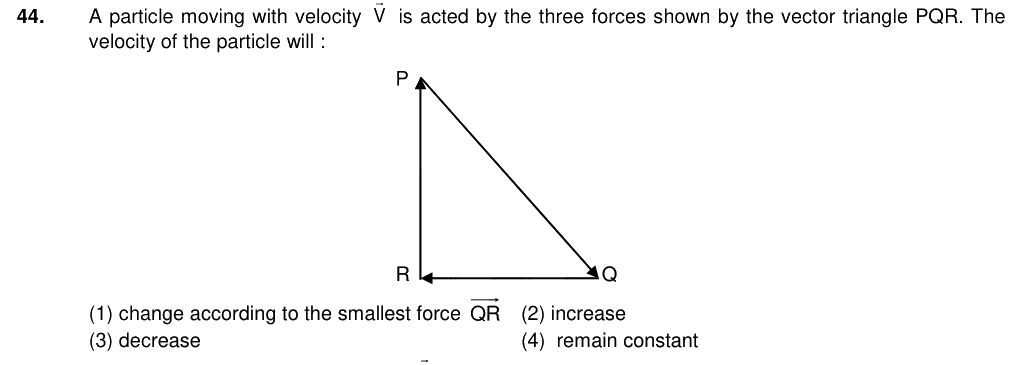 44. A particle moving with velocity V⃗ is acted by the three forces shown by the vector triangle PQR. The
velocity of the particle will :
P
R
Q
(1) change according to the smallest force Q͞R⃗ (2) increase
(3) decrease (4) remain constant